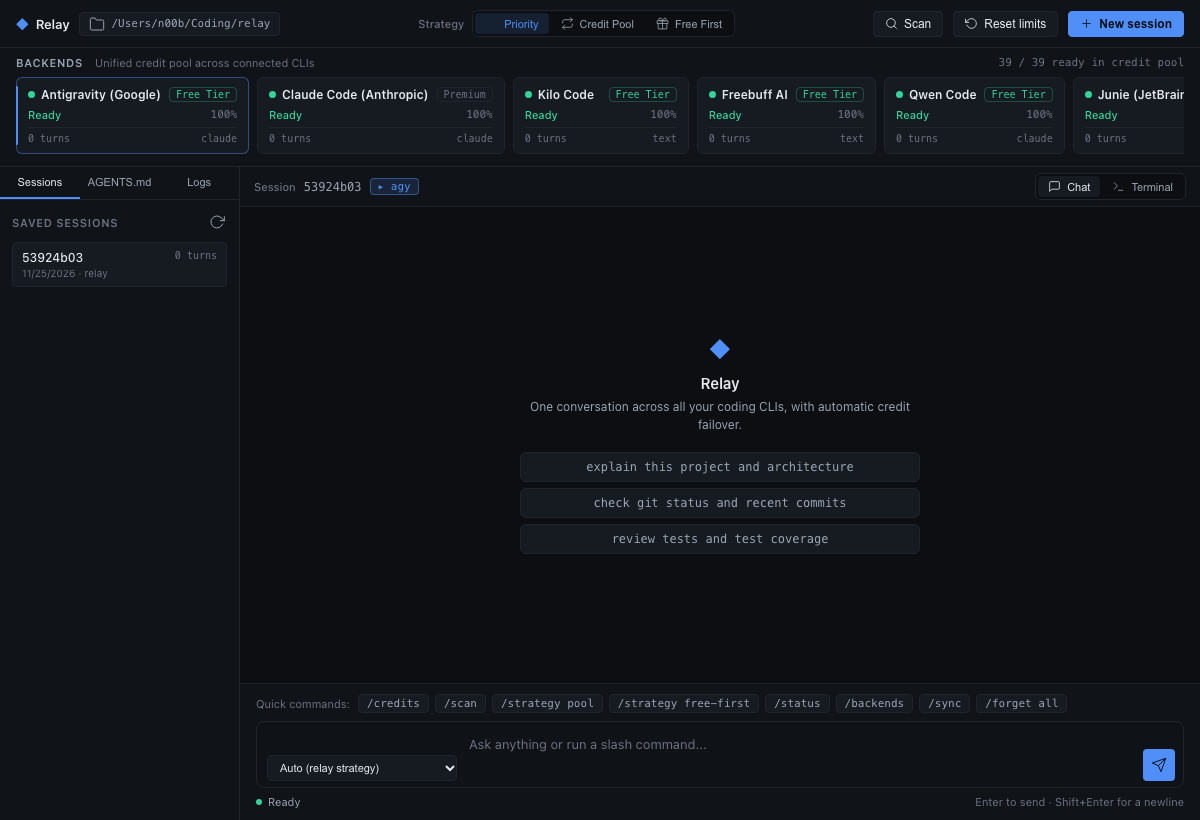 Relay /Users/n00b/Coding/relay Strategy Priority Credit Pool Free First Scan Reset limits + New session
BACKENDS Unified credit pool across connected CLIs 39 / 39 ready in credit pool
Antigravity (Google) Free Tier
Ready 100%
0 turns claude
Claude Code (Anthropic) Premium
Ready 100%
0 turns claude
Kilo Code Free Tier
Ready 100%
0 turns text
Freebuff AI Free Tier
Ready 100%
0 turns text
Qwen Code Free Tier
Ready 100%
0 turns claude
Junie (JetBrain
Ready
0 turns
Sessions AGENTS.md Logs
SAVED SESSIONS
53924b03 0 turns
11/25/2026 · relay
Session 53924b03 ▸ agy Chat Terminal
Relay
One conversation across all your coding CLIs, with automatic credit
failover.
explain this project and architecture
check git status and recent commits
review tests and test coverage
Quick commands: /credits /scan /strategy pool /strategy free-first /status /backends /sync /forget all
Ask anything or run a slash command...
Auto (relay strategy)
Ready Enter to send · Shift+Enter for a newline